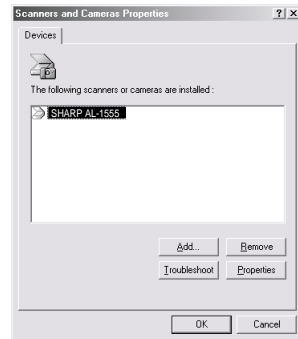 Scanners and Cameras Properties
Devices
The following scanners or cameras are installed :
SHARP AL-1555
Add...
Remove
Troubleshoot
Properties
OK
Cancel